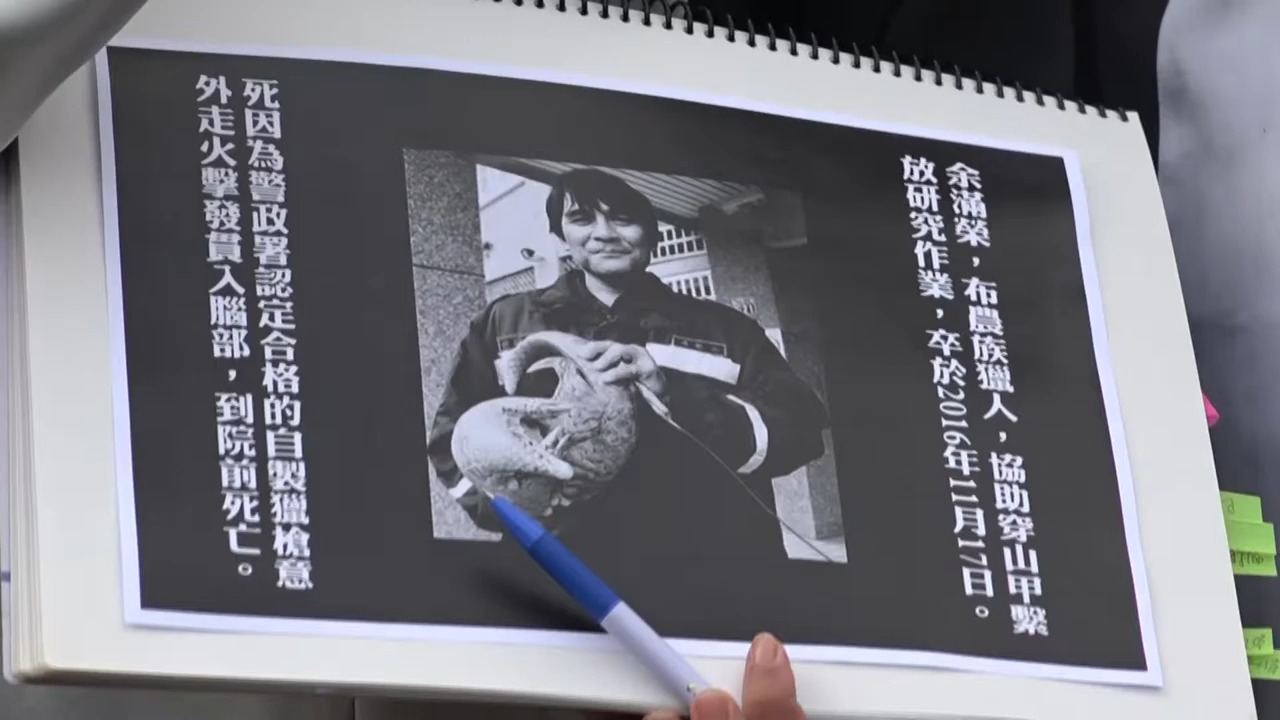 余滿榮，布農族獵人，協助穿山甲繫
放研究作業，卒於2016年11月17日。
死因為警政署認定合格的自製獵槍意
外走火擊發貫入腦部，到院前死亡。